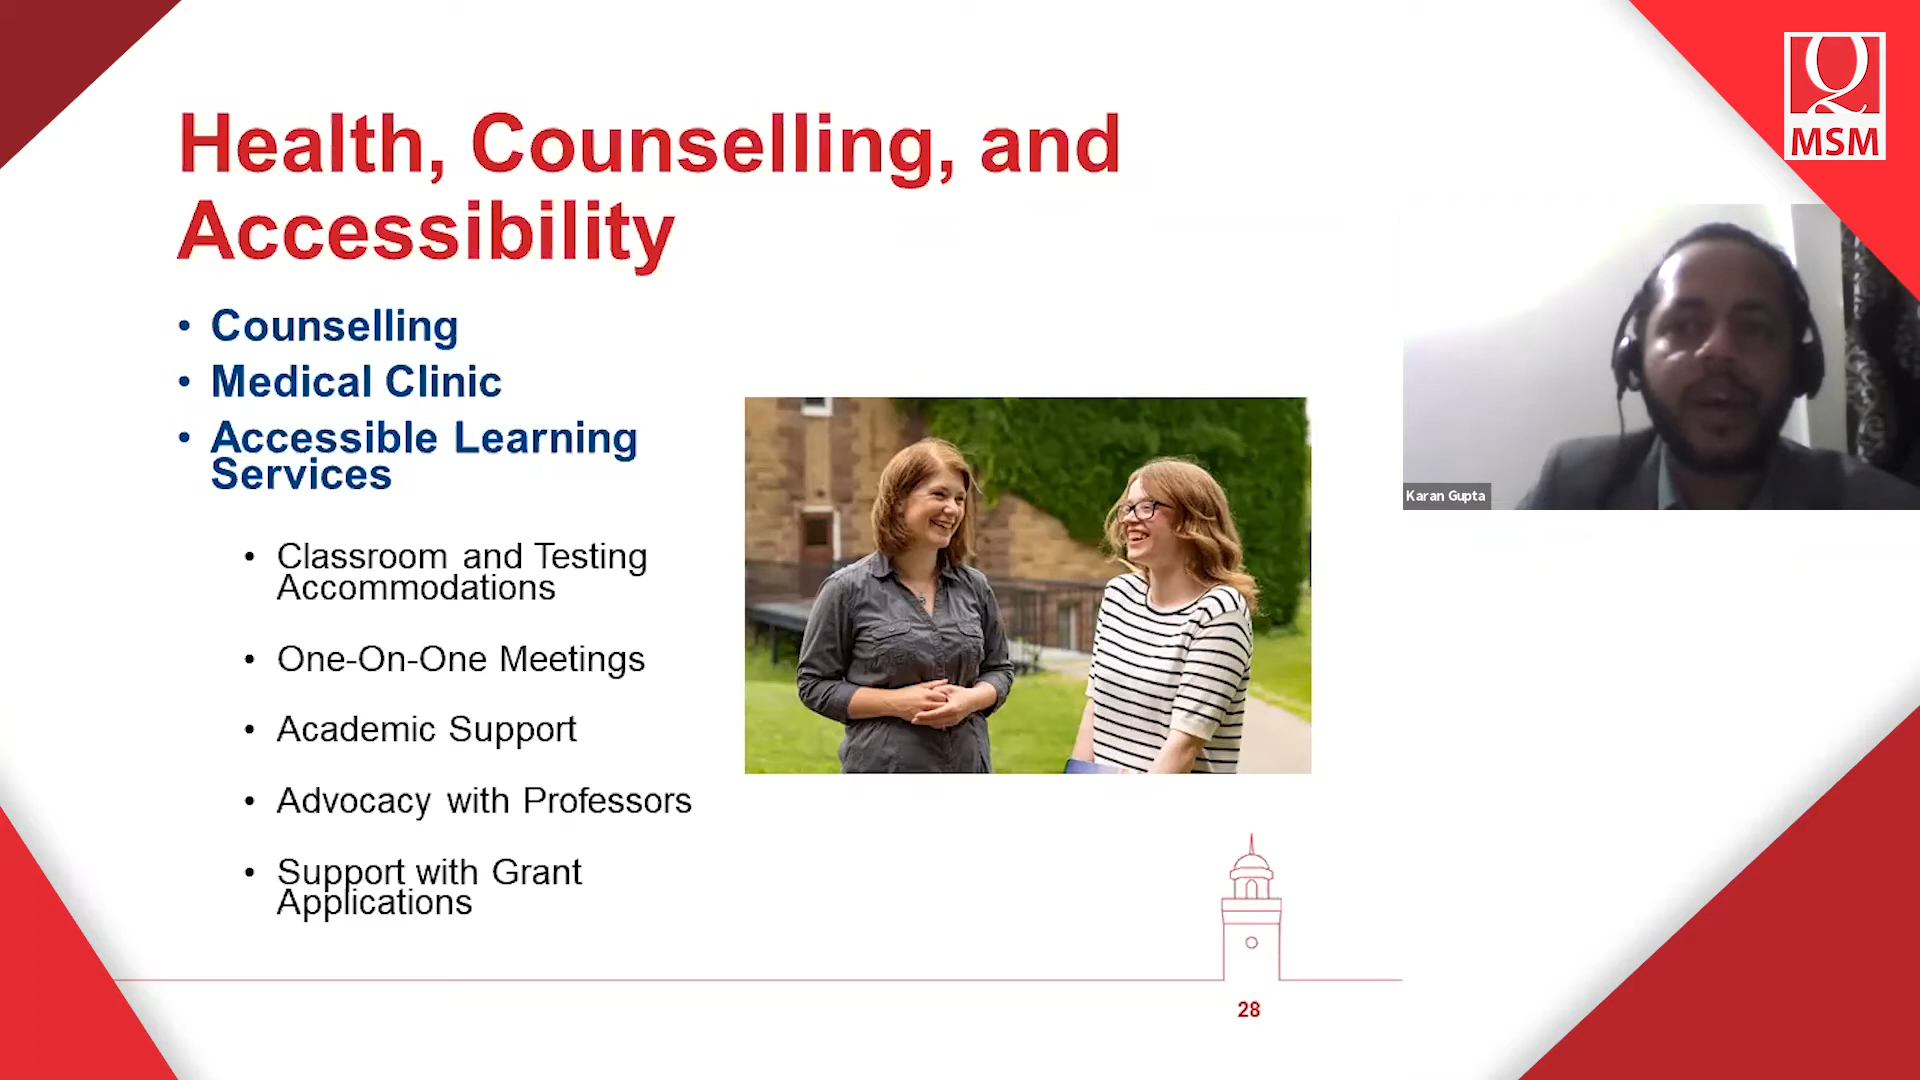 Health, Counselling, and
Accessibility
• Counselling
• Medical Clinic
• Accessible Learning
Services
• Classroom and Testing
Accommodations
• One-On-One Meetings
• Academic Support
• Advocacy with Professors
• Support with Grant
Applications
28
Q
MSM
Karan Gupta